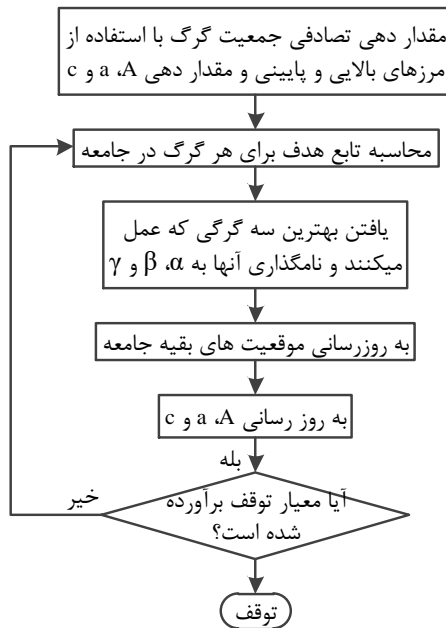 مقدار دهی تصادفی جمعیت گرگ با استفاده از
مرزهای بالایی و پایینی و مقدار دهی a ،A و c
محاسبه تابع هدف برای هر گرگ در جامعه
یافتن بهترین سه گرگی که عمل
میکنند و نامگذاری آنها به α، β و γ
به روزرسانی موقعیت های بقیه جامعه
به روز رسانی a ،A و c
بله
آیا معیار توقف برآورده
شده است؟
خیر
توقف